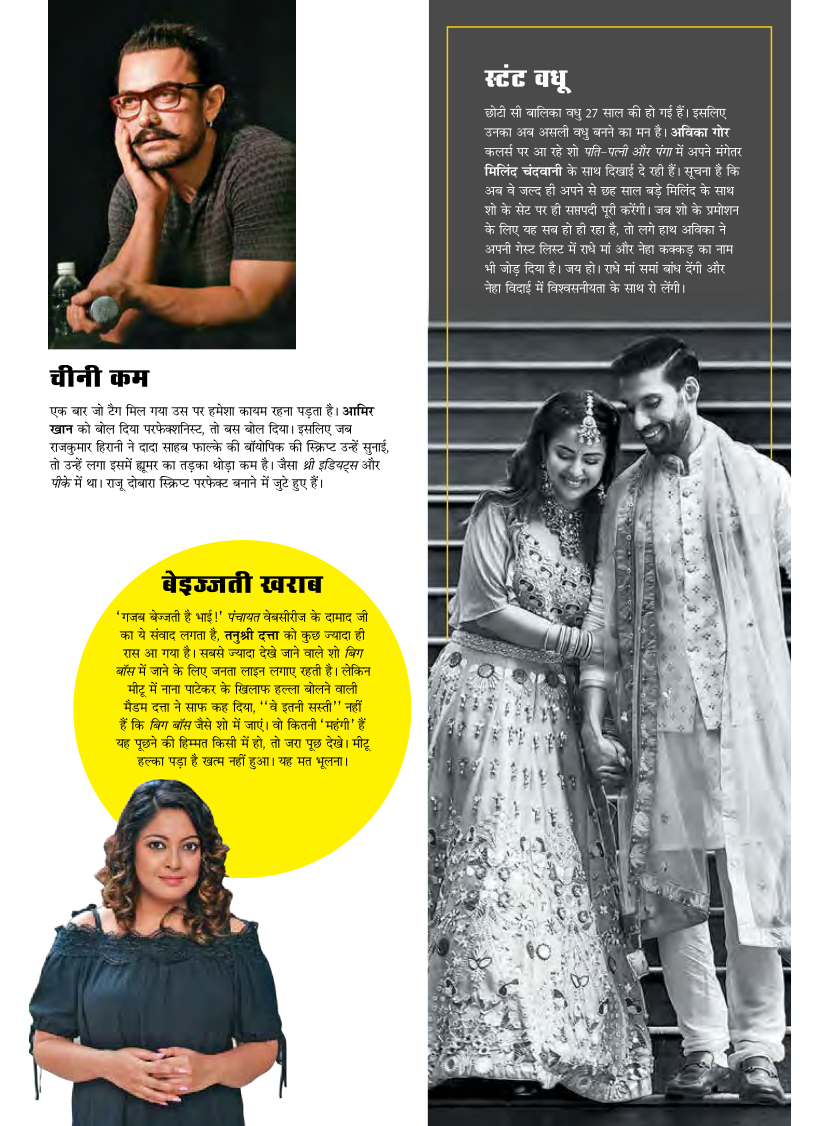 चीनी कम
एक बार जो टैग मिल गया उस पर हमेशा कायम रहना पड़ता है। आमिर
खान को बोल दिया परफेक्शनिस्ट, तो बस बोल दिया। इसलिए जब
राजकुमार हिरानी ने दादा साहब फाल्के की बॉयोपिक की स्क्रिप्ट उन्हें सुनाई,
तो उन्हें लगा इसमें ह्यूमर का तड़का थोड़ा कम है। जैसा थ्री इडियट्स और
पीके में था। राजू दोबारा स्क्रिप्ट परफेक्ट बनाने में जुटे हुए हैं।
बेइज्जती खराब
‘गजब बेज्जती है भाई!’ पंचायत वेबसीरीज के दामाद जी
का ये संवाद लगता है, तनुश्री दत्ता को कुछ ज्यादा ही
रास आ गया है। सबसे ज्यादा देखे जाने वाले शो बिग
बॉस में जाने के लिए जनता लाइन लगाए रहती है। लेकिन
मीटू में नाना पाटेकर के खिलाफ हल्ला बोलने वाली
मैडम दत्ता ने साफ कह दिया, ‘‘वे इतनी सस्ती’’ नहीं
हैं कि बिग बॉस जैसे शो में जाएं। वो कितनी ‘महंगी’ हैं
यह पूछने की हिम्मत किसी में हो, तो जरा पूछ देखे। मीटू
हल्का पड़ा है खत्म नहीं हुआ। यह मत भूलना।
स्टंट वधू
छोटी सी बालिका वधु 27 साल की हो गई हैं। इसलिए
उनका अब असली वधु बनने का मन है। अविका गोर
कलर्स पर आ रहे शो पति-पत्नी और पंगा में अपने मंगेतर
मिलिंद चंदवानी के साथ दिखाई दे रही हैं। सूचना है कि
अब वे जल्द ही अपने से छह साल बड़े मिलिंद के साथ
शो के सेट पर ही सप्तपदी पूरी करेंगी। जब शो के प्रमोशन
के लिए यह सब हो ही रहा है, तो लगे हाथ अविका ने
अपनी गेस्ट लिस्ट में राधे मां और नेहा कक्कड़ का नाम
भी जोड़ दिया है। जय हो। राधे मां समां बांध देंगी और
नेहा विदाई में विश्वसनीयता के साथ रो लेंगी।